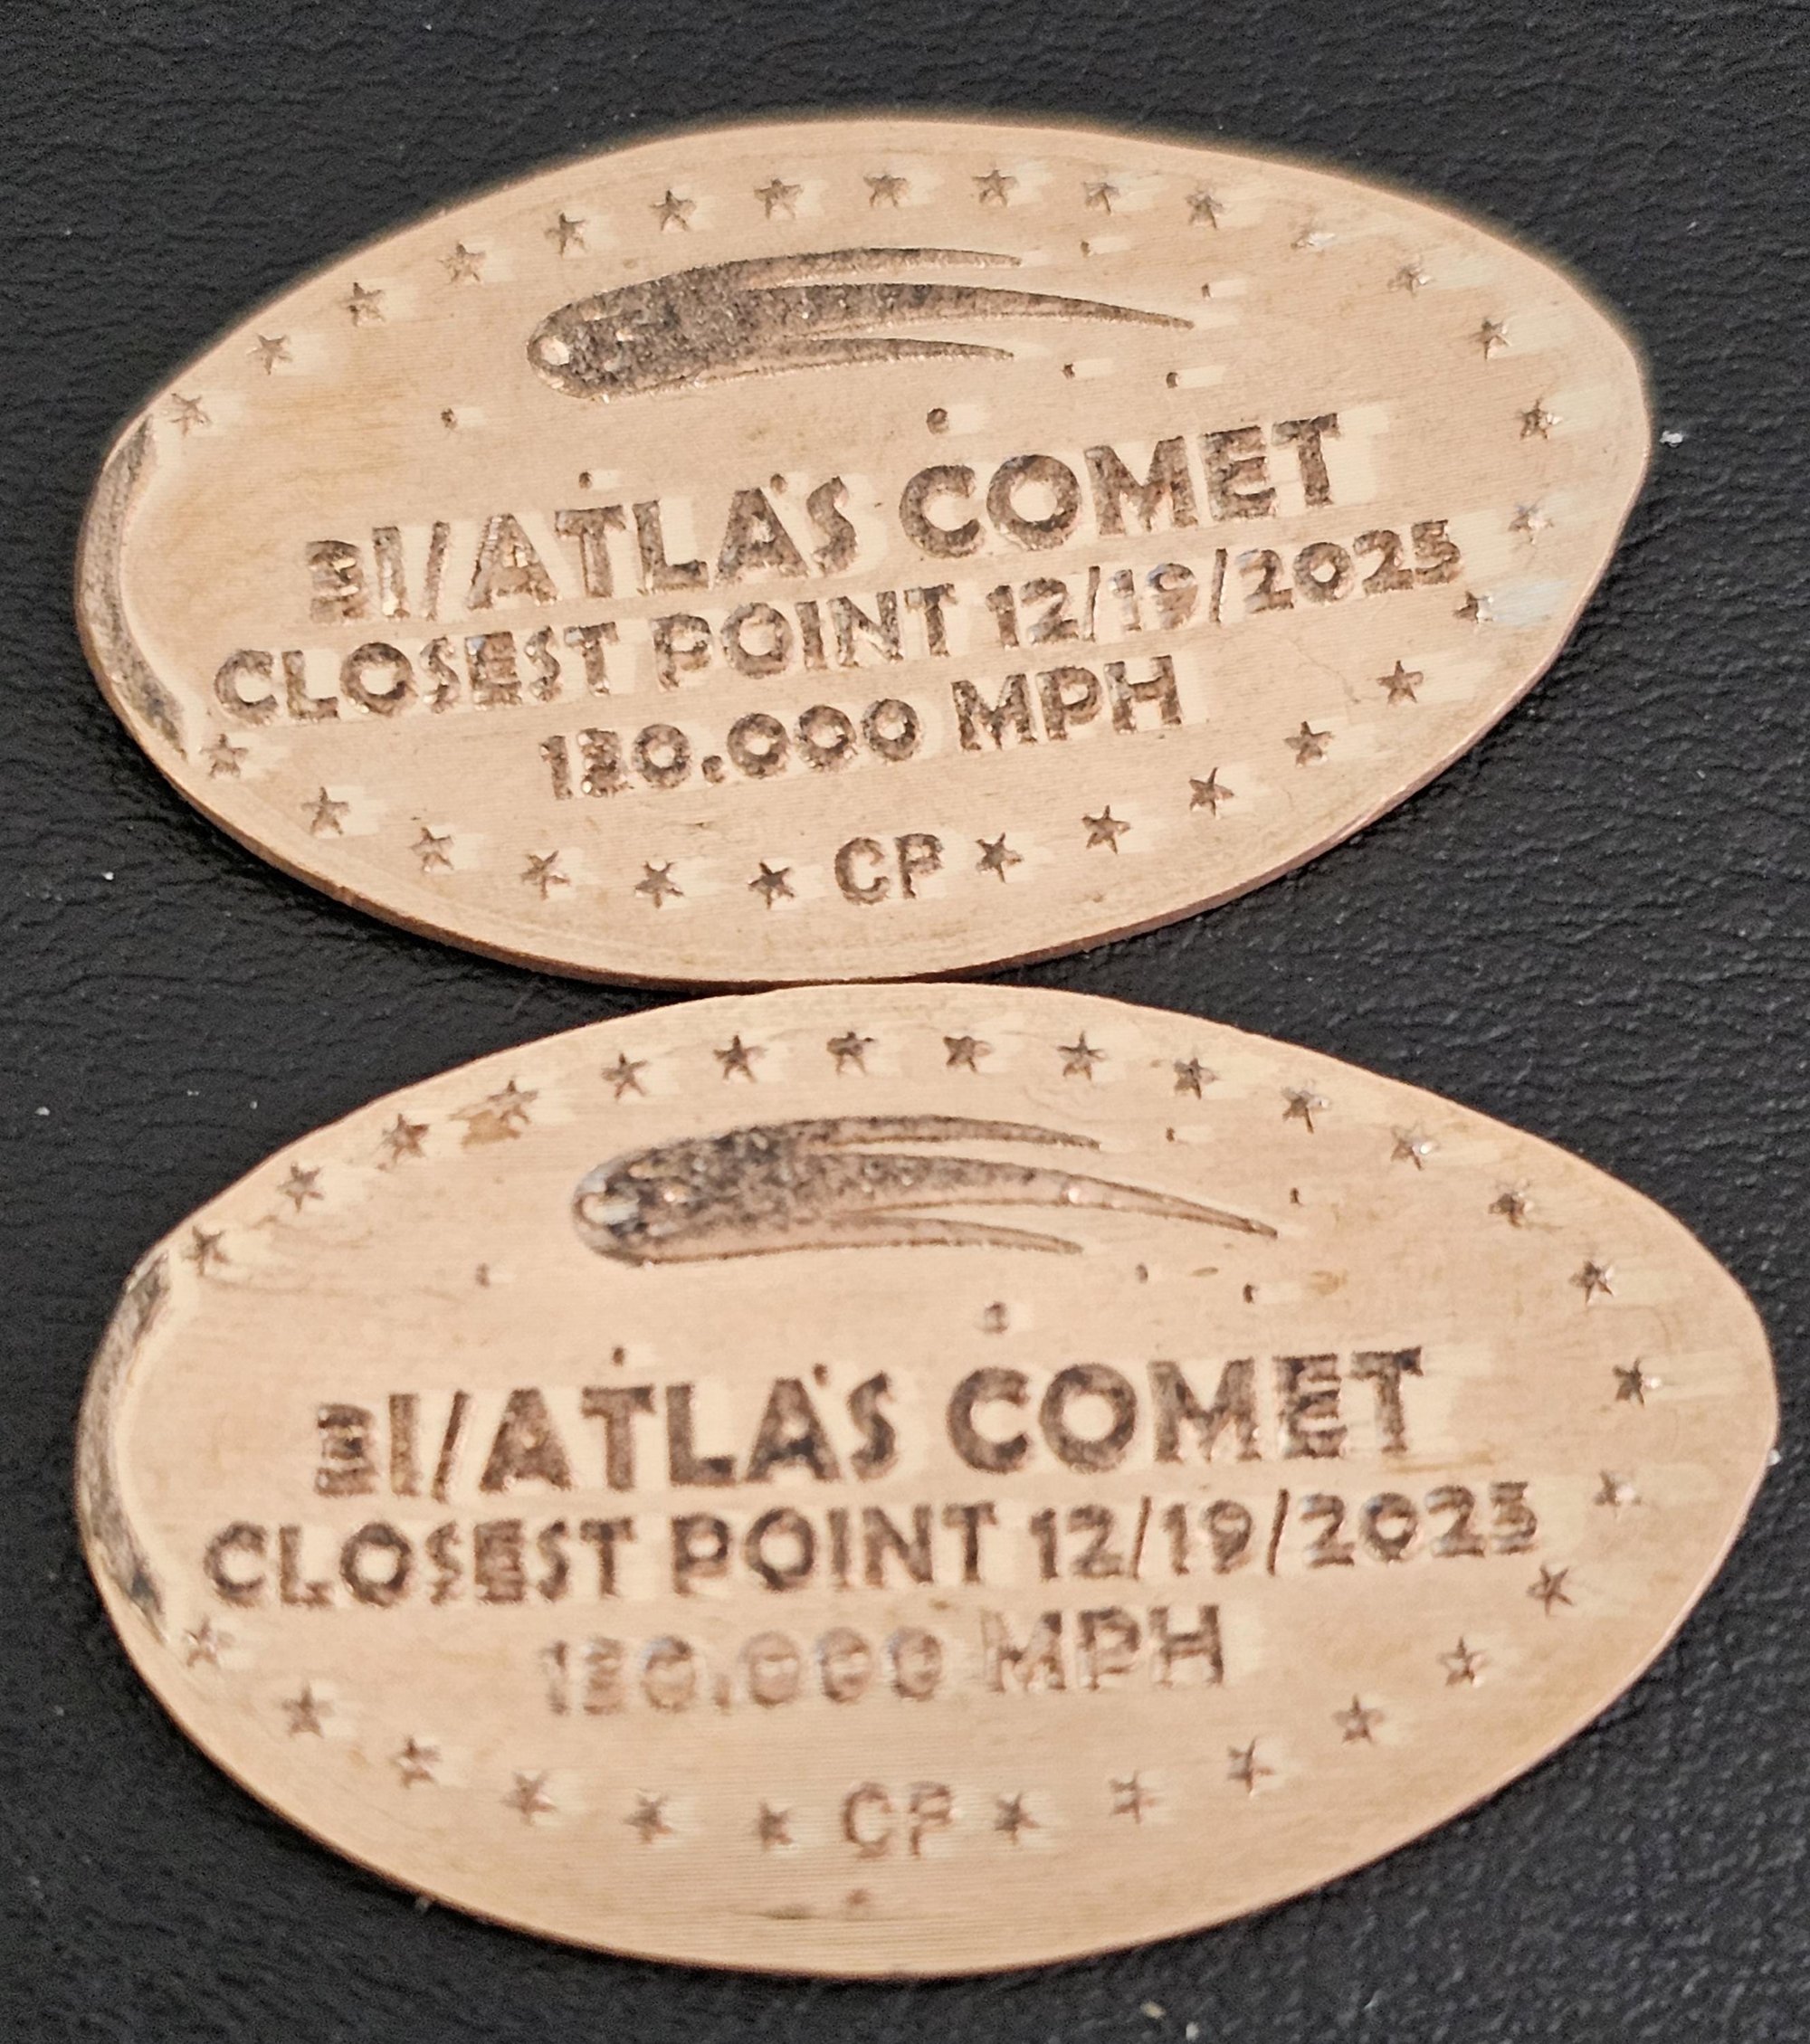 3I/ATLAS COMET
CLOSEST POINT 12/19/2025
130,000 MPH
CP
3I/ATLAS COMET
CLOSEST POINT 12/19/2025
130,000 MPH
CP